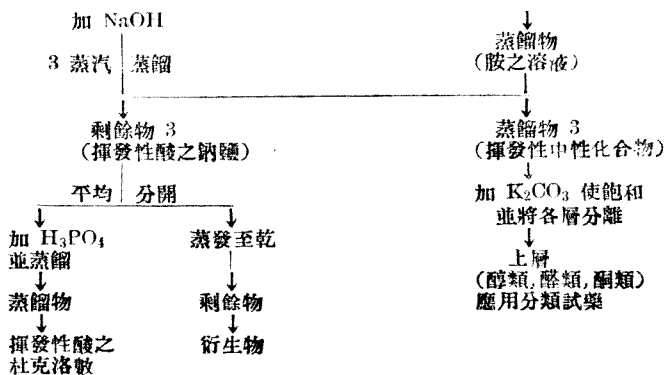 加 NaOH
3 蒸汽 蒸餾
剩餘物 3
(揮發性酸之鈉鹽)
平均 分開
加 H₃PO₄
並蒸餾
蒸餾物
揮發性酸之
杜克洛數
蒸發至乾
剩餘物
衍生物
蒸餾物
(胺之溶液)
蒸餾物 3
(揮發性中性化合物)
加 K₂CO₃ 使飽和
並將各層分離
上層
(醇類,醛類,酮類)
應用分類試藥